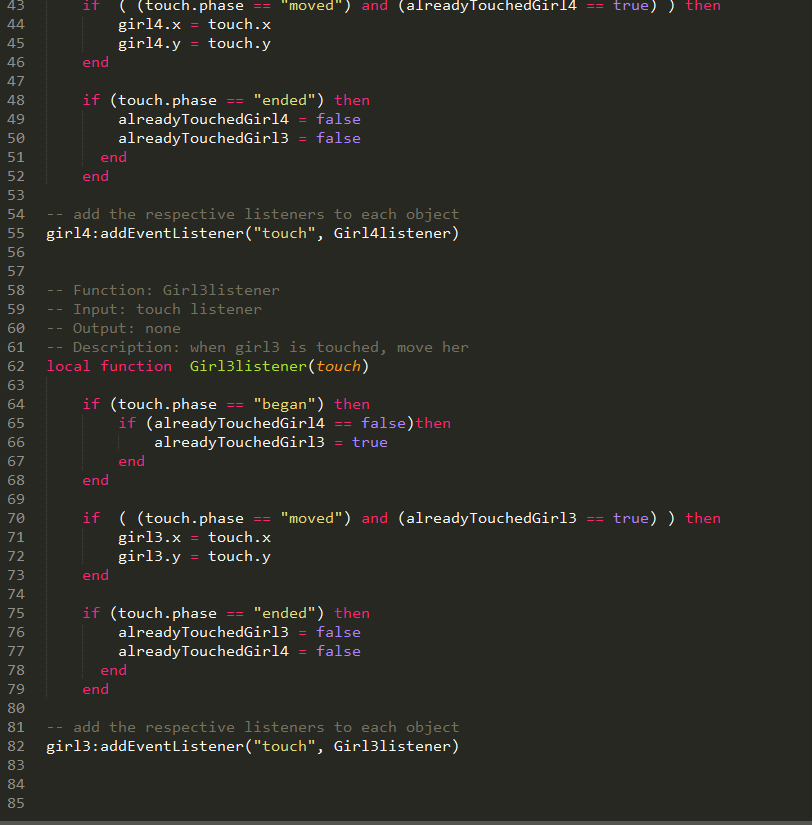 43 if ( (touch.phase == "moved") and (alreadyTouchedGirl4 == true) ) then
44 girl4.x = touch.x
45 girl4.y = touch.y
46 end
47
48 if (touch.phase == "ended") then
49 alreadyTouchedGirl4 = false
50 alreadyTouchedGirl3 = false
51 end
52 end
53
54 -- add the respective listeners to each object
55 girl4:addEventListener("touch", Girl4listener)
56
57
58 -- Function: Girl3listener
59 -- Input: touch listener
60 -- Output: none
61 -- Description: when girl3 is touched, move her
62 local function  Girl3listener(touch)
63
64 if (touch.phase == "began") then
65 if (alreadyTouchedGirl4 == false)then
66 alreadyTouchedGirl3 = true
67 end
68 end
69
70 if  ( (touch.phase == "moved") and (alreadyTouchedGirl3 == true) ) then
71 girl3.x = touch.x
72 girl3.y = touch.y
73 end
74
75 if (touch.phase == "ended") then
76 alreadyTouchedGirl3 = false
77 alreadyTouchedGirl4 = false
78 end
79 end
80
81 -- add the respective listeners to each object
82 girl3:addEventListener("touch", Girl3listener)
83
84
85